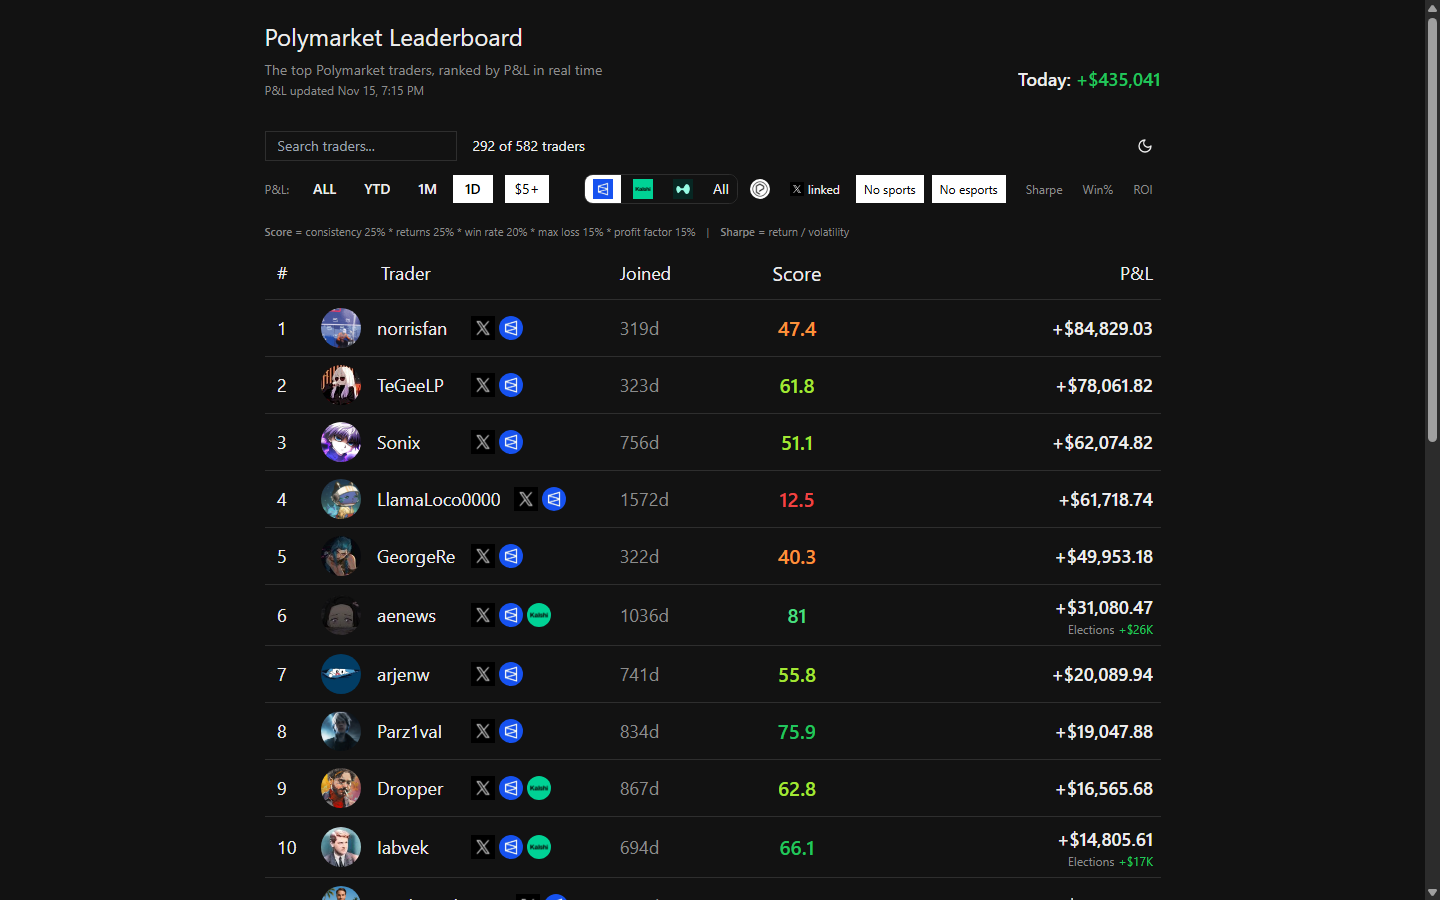 Polymarket Leaderboard
The top Polymarket traders, ranked by P&L in real time
P&L updated Nov 15, 7:15 PM
Today: +$435,041
Search traders...
292 of 582 traders
P&L: ALL YTD 1M 1D $5+ Kalshi All X linked No sports No esports Sharpe Win% ROI
Score = consistency 25% * returns 25% * win rate 20% * max loss 15% * profit factor 15% | Sharpe = return / volatility
# Trader Joined Score P&L
1 norrisfan X 319d 47.4 +$84,829.03
2 TeGeeLP X 323d 61.8 +$78,061.82
3 Sonix X 756d 51.1 +$62,074.82
4 LlamaLoco0000 X 1572d 12.5 +$61,718.74
5 GeorgeRe X 322d 40.3 +$49,953.18
6 aenews X Kalshi 1036d 81 +$31,080.47
Elections +$26K
7 arjenw X 741d 55.8 +$20,089.94
8 Parz1val X 834d 75.9 +$19,047.88
9 Dropper X Kalshi 867d 62.8 +$16,565.68
10 X Kalshi 694d 66.1 +$14,805.61
Elections +$17K